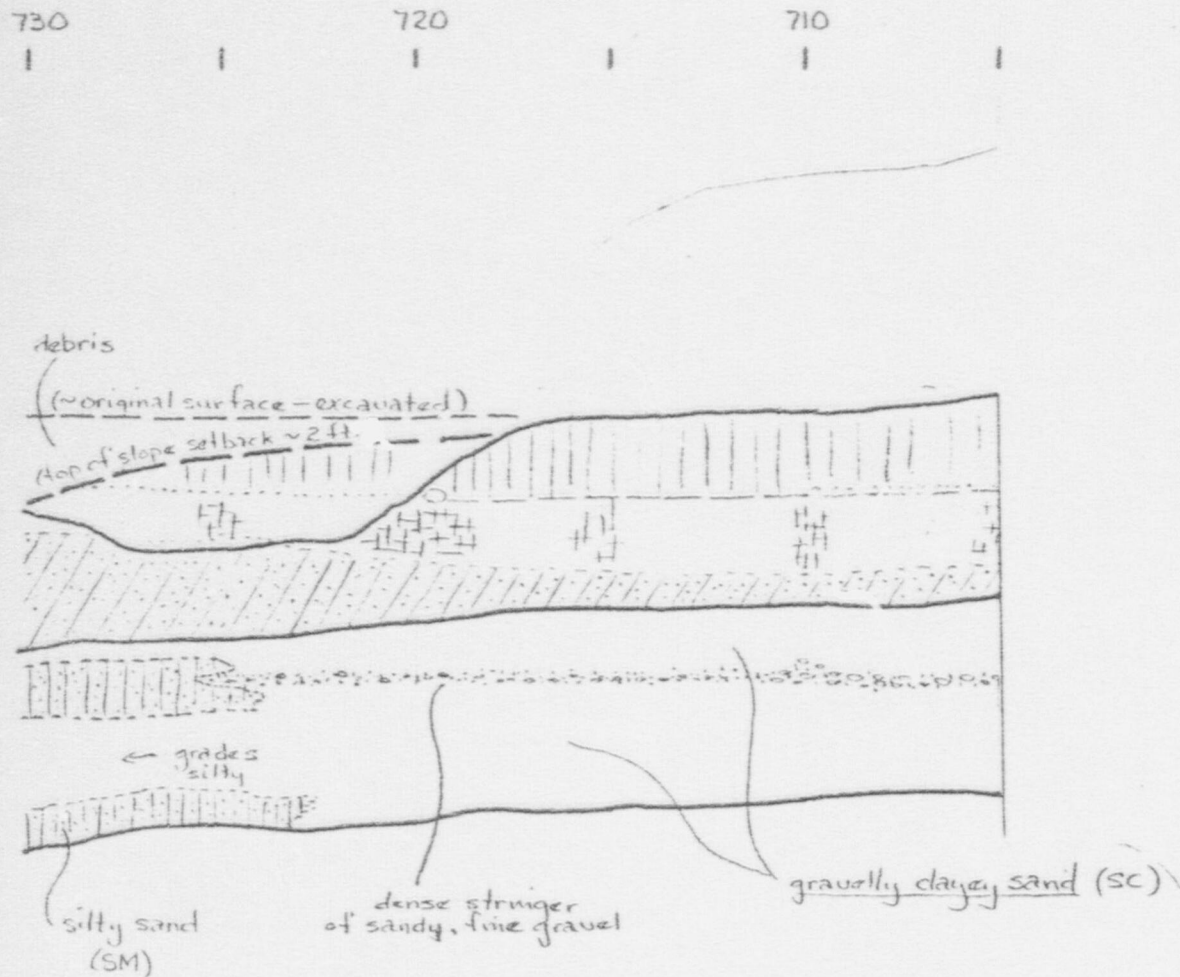 730 720 710
debris
(~original surface - excavated)
(top of slope setback ~2 ft.
← grades
silty
gravelly clayey sand (SC)
dense stringer
of sandy, fine gravel
silty sand
(SM)